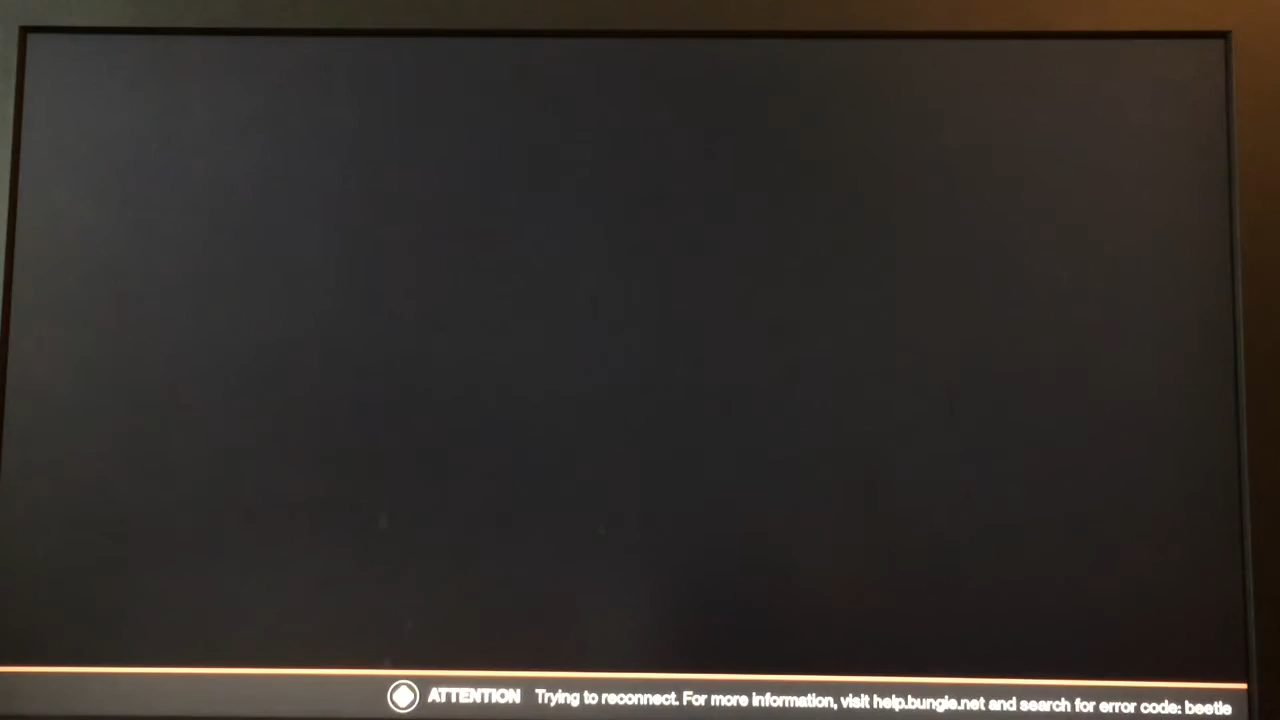 ATTENTION Trying to reconnect. For more information, visit help.bungie.net and search for error code: beetle